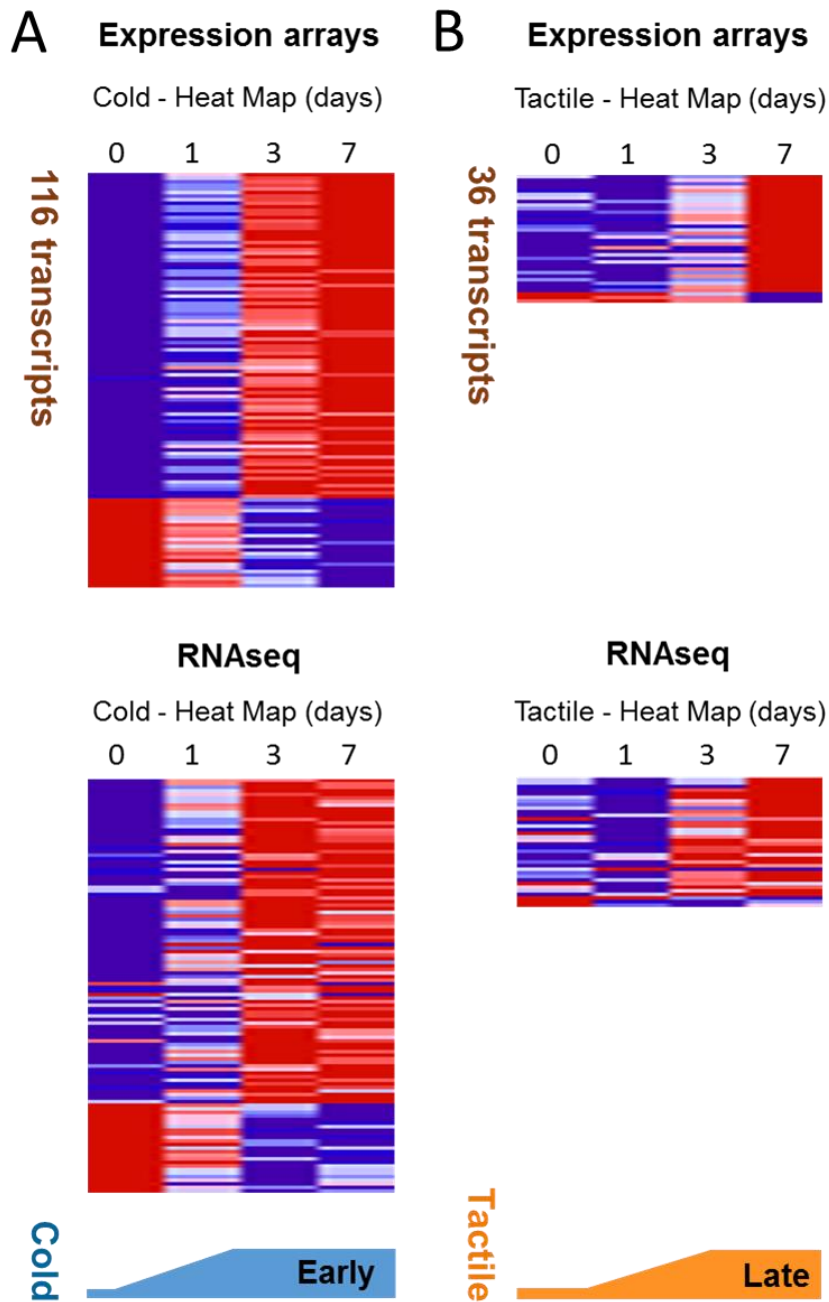 A
Expression arrays
Cold - Heat Map (days)
0 1 3 7
116 transcripts
RNAseq
Cold - Heat Map (days)
0 1 3 7
Cold
Early
B
Expression arrays
Tactile - Heat Map (days)
0 1 3 7
36 transcripts
RNAseq
Tactile - Heat Map (days)
0 1 3 7
Tactile
Late